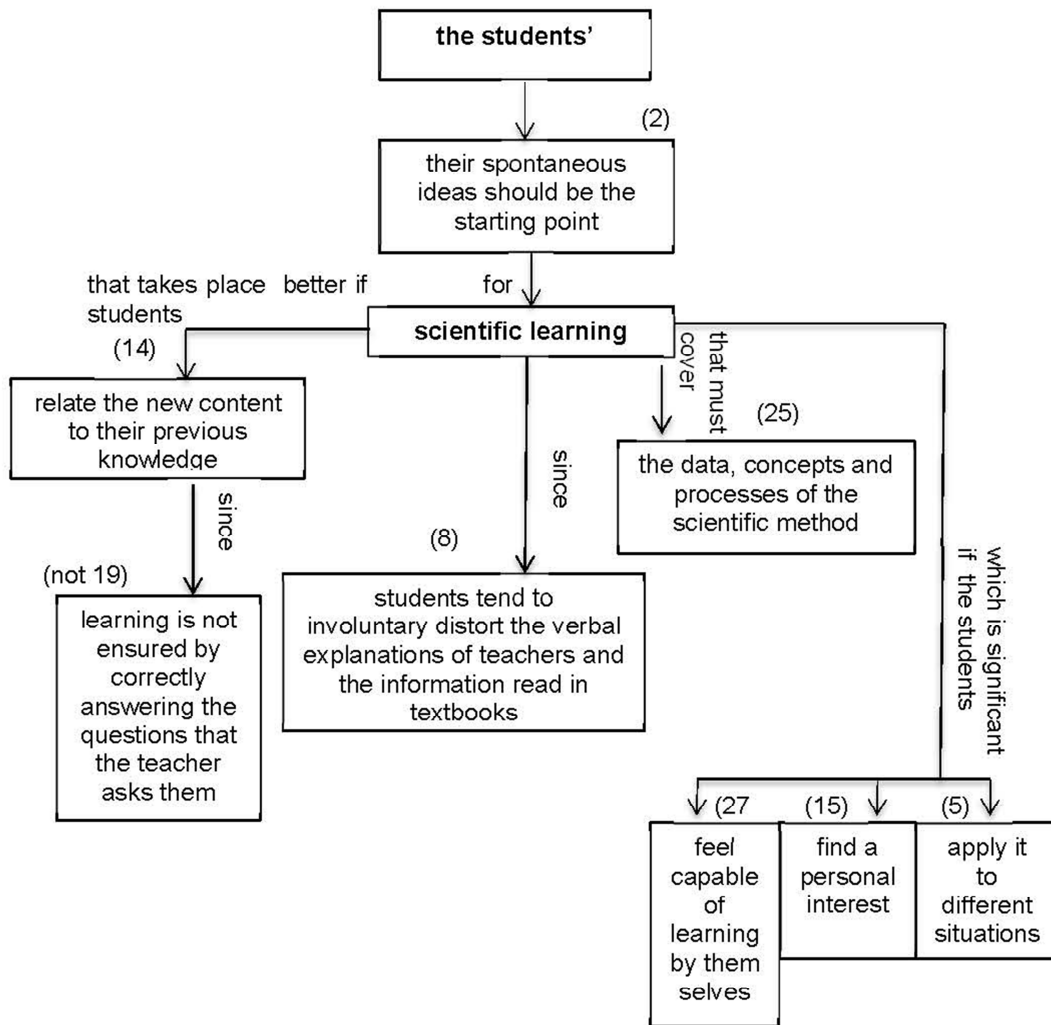 the students’
(2)
their spontaneous
ideas should be the
starting point
that takes place better if
students
for
scientific learning
(14)
relate the new content
to their previous
knowledge
since
(not 19)
learning is not
ensured by
correctly
answering the
questions that
the teacher
asks them
since
(8)
students tend to
involuntary distort the verbal
explanations of teachers and
the information read in
textbooks
that must
cover
(25)
the data, concepts and
processes of the
scientific method
which is significant
if the students
(27
feel
capable
of
learning
by them
selves
(15)
find a
personal
interest
(5)
apply it
to
different
situations